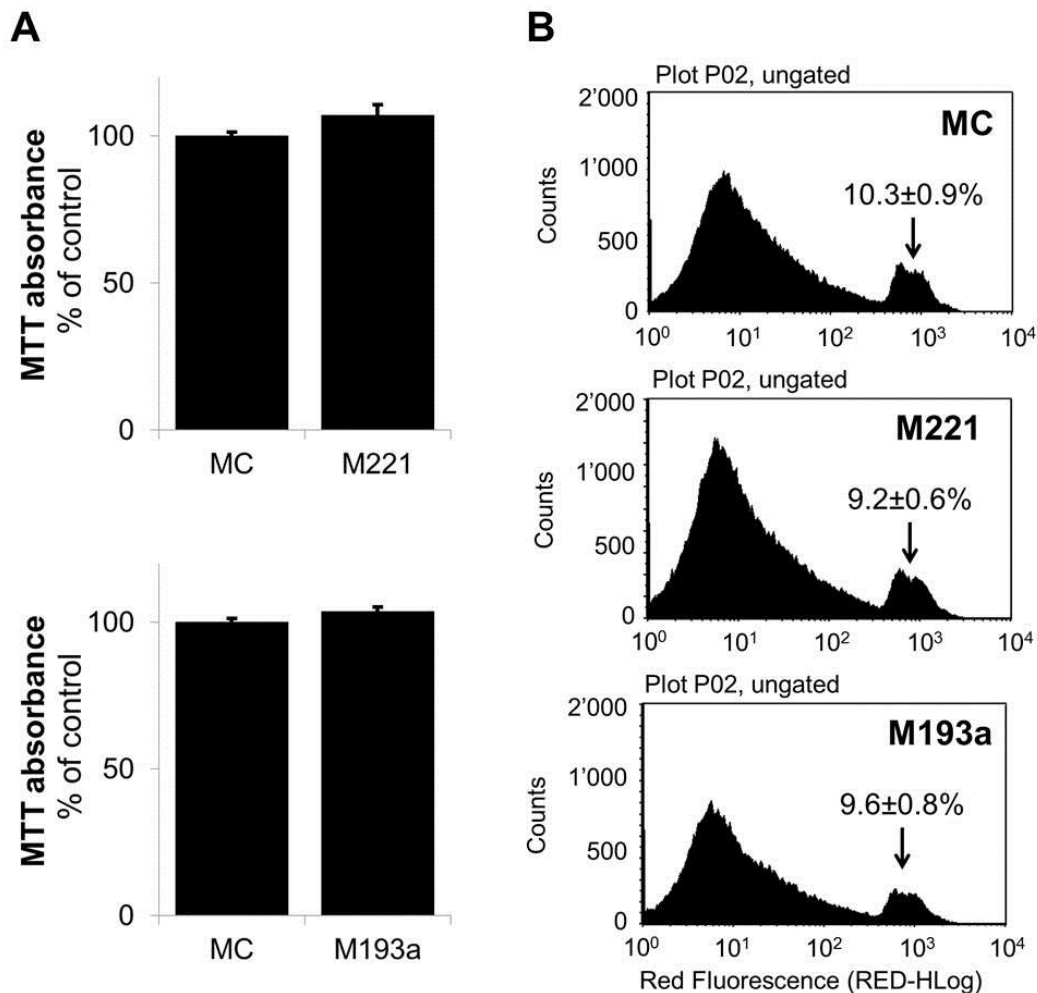 A
MTT absorbance
% of control
100
50
0
MC
M221
MTT absorbance
% of control
100
50
0
MC
M193a
B
Plot P02, ungated
Counts
2’000
1’000
500
0
MC
10.3±0.9%
10⁰
10¹
10²
10³
10⁴
Plot P02, ungated
Counts
2’000
1’000
500
0
M221
9.2±0.6%
10⁰
10¹
10²
10³
10⁴
Plot P02, ungated
Counts
2’000
1’000
500
0
M193a
9.6±0.8%
10⁰
10¹
10²
10³
10⁴
Red Fluorescence (RED-HLog)